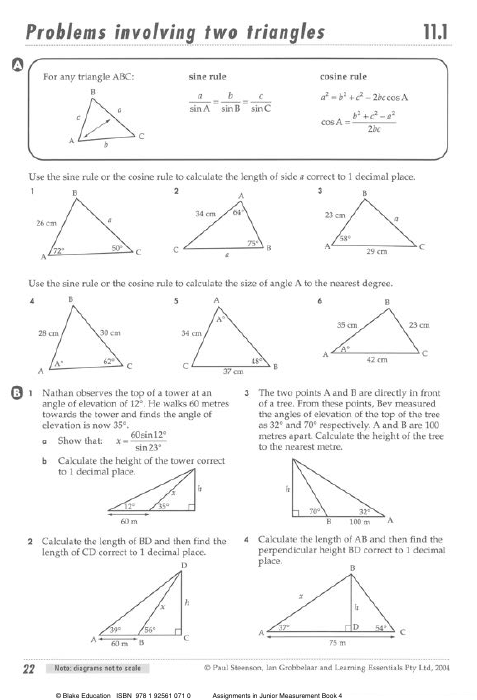 Problems involving two triangles 11.1
A
For any triangle ABC:
sine rule
cosine rule
B
c
a
A
b
C
a/sin A = b/sin B = c/sin C
a² = b² + c² – 2bc cos A
cos A = b² + c² – a² / 2bc
Use the sine rule or the cosine rule to calculate the length of side a correct to 1 decimal place.
1
B
26 cm
a
72°
50°
A
C
2
A
34 cm
64°
75°
C
B
a
3
B
23 cm
a
58°
A
C
29 cm
Use the sine rule or the cosine rule to calculate the size of angle A to the nearest degree.
4
B
28 cm
30 cm
A°
62°
A
C
5
A
A°
34 cm
48°
C
B
37 cm
6
B
35 cm
23 cm
A°
A
C
42 cm
B 1 Nathan observes the top of a tower at an
angle of elevation of 12°. He walks 60 metres
towards the tower and finds the angle of
elevation is now 35°.
a Show that: x = 60 sin 12° / sin 23°
b Calculate the height of the tower correct
to 1 decimal place.
x
h
12°
35°
60 m
2 Calculate the length of BD and then find the
length of CD correct to 1 decimal place.
D
x
h
39°
56°
A
B
C
60 m
3 The two points A and B are directly in front
of a tree. From these points, Bev measured
the angles of elevation of the top of the tree
as 32° and 70° respectively. A and B are 100
metres apart. Calculate the height of the tree
to the nearest metre.
h
70°
32°
B
100 m
A
4 Calculate the length of AB and then find the
perpendicular height BD correct to 1 decimal
place.
B
x
h
37°
D
54°
A
C
75 m
22 Note: diagrams not to scale
© Paul Steenson, Ian Grobbelaar and Learning Essentials Pty Ltd, 2004
© Blake Education ISBN 978 1 92561 071 0 Assignments in Junior Measurement Book 4